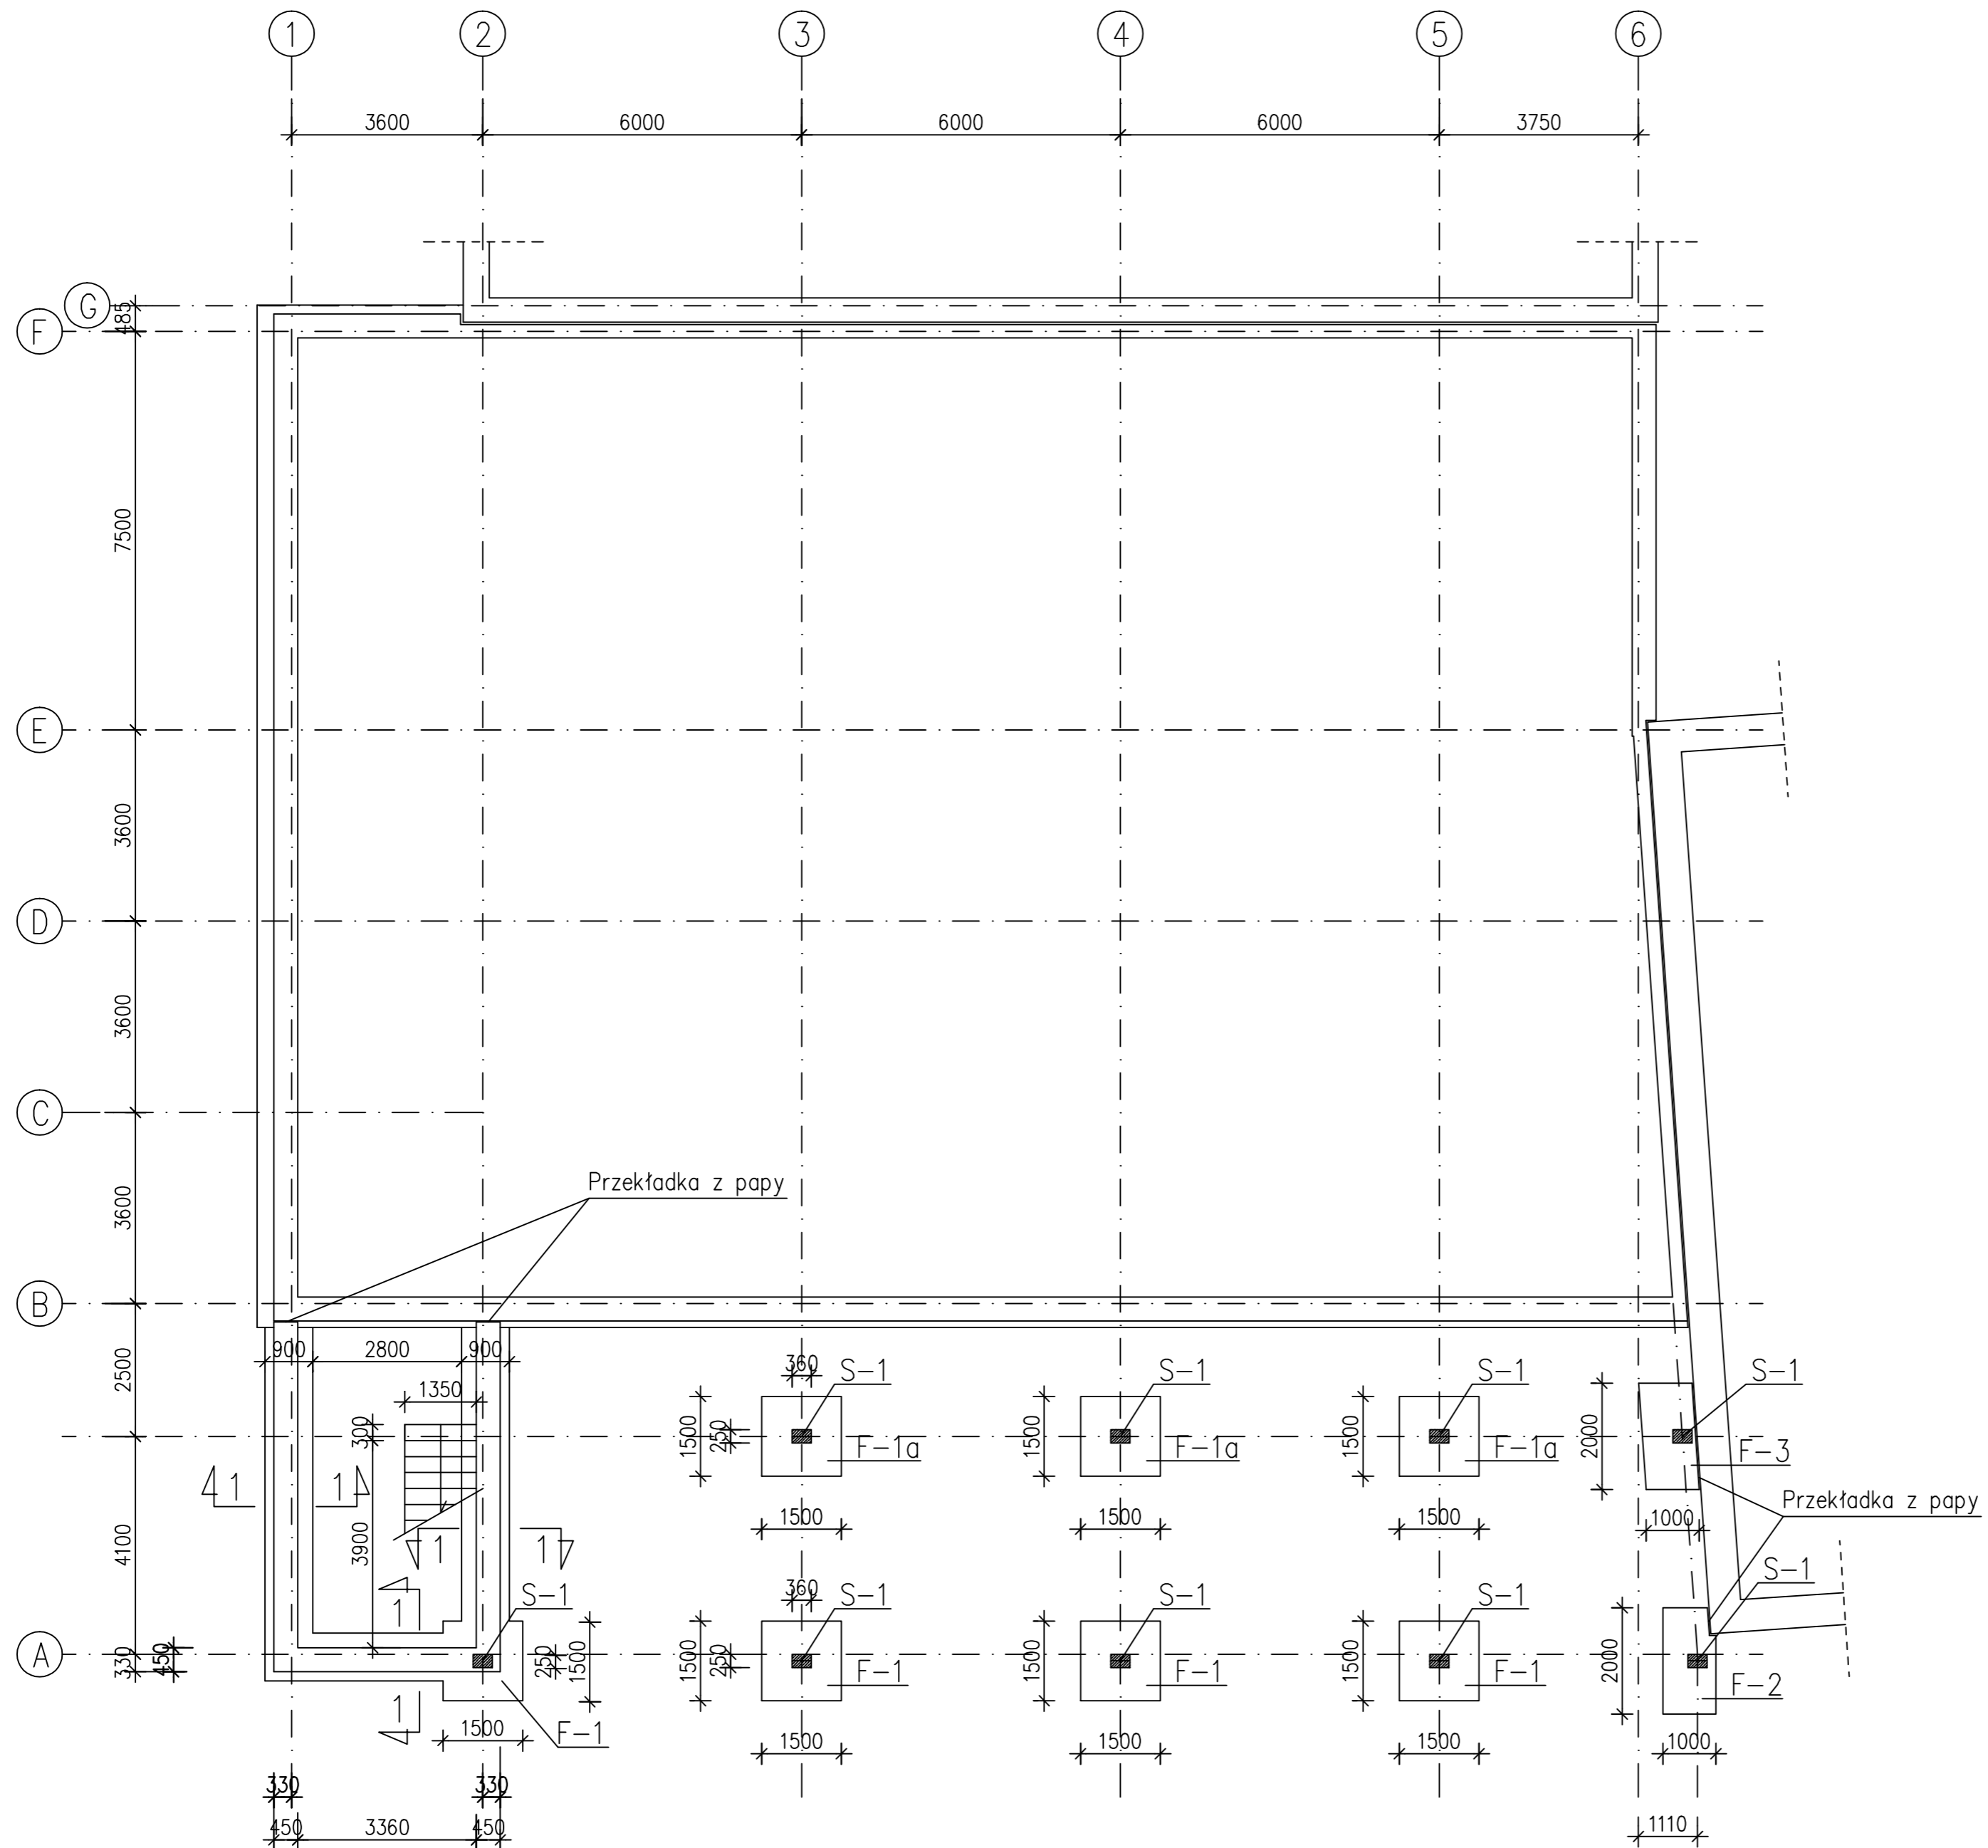 1 2 3 4 5 6
3600 6000 6000 6000 3750
G
485
F
7500
E
3600
D
3600
C
Przekładka z papy
3600
B
900 2800 900
2500
1350
360 S-1 S-1 S-1 S-1
300 1500 250 F-1a 1500 F-1a 1500 F-1a 2000 F-3
1 1
Przekładka z papy
1500 1500 1500 1000
4100 3900
1 1
S-1 360 S-1 S-1 S-1 S-1
1
A
330 450 250 1500 1500 250 F-1 1500 F-1 1500 F-1 2000 F-2
1
1500 F-1 1500 1500 1500 1000
330 330
450 3360 450 1110